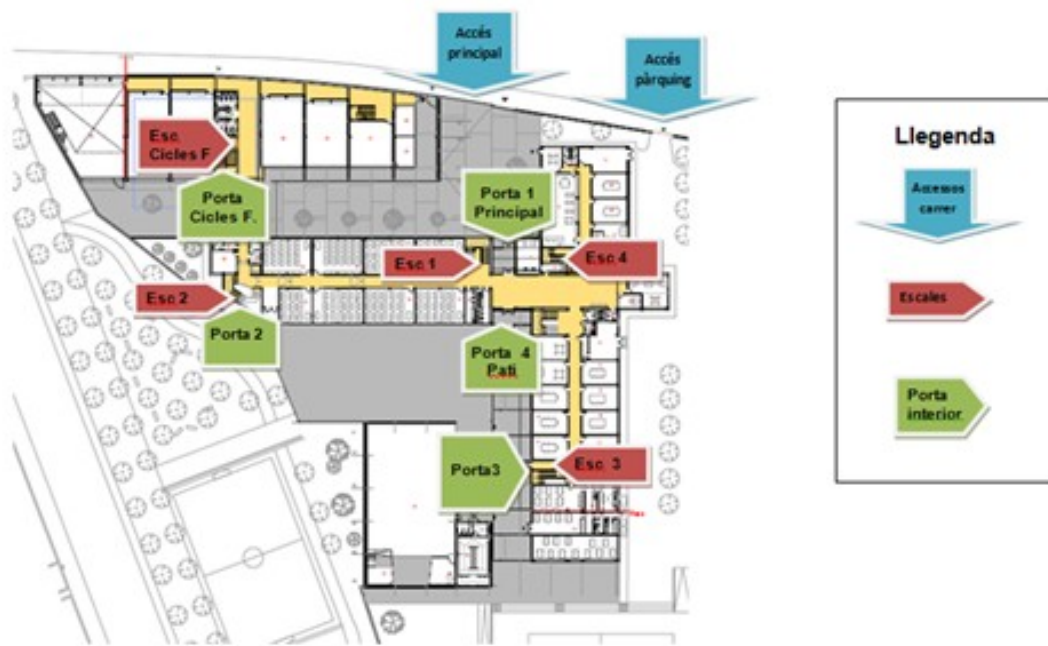 Accés
principal
Accés
pàrquing
Esc.
Cicles F
Porta
Cicles F.
Porta 1
Principal
Esc 1
Esc 4
Esc 2
Porta 2
Porta 4
Pati
Porta3
Esc. 3
Llegenda
Accessos
carrer
Escales
Porta
interior